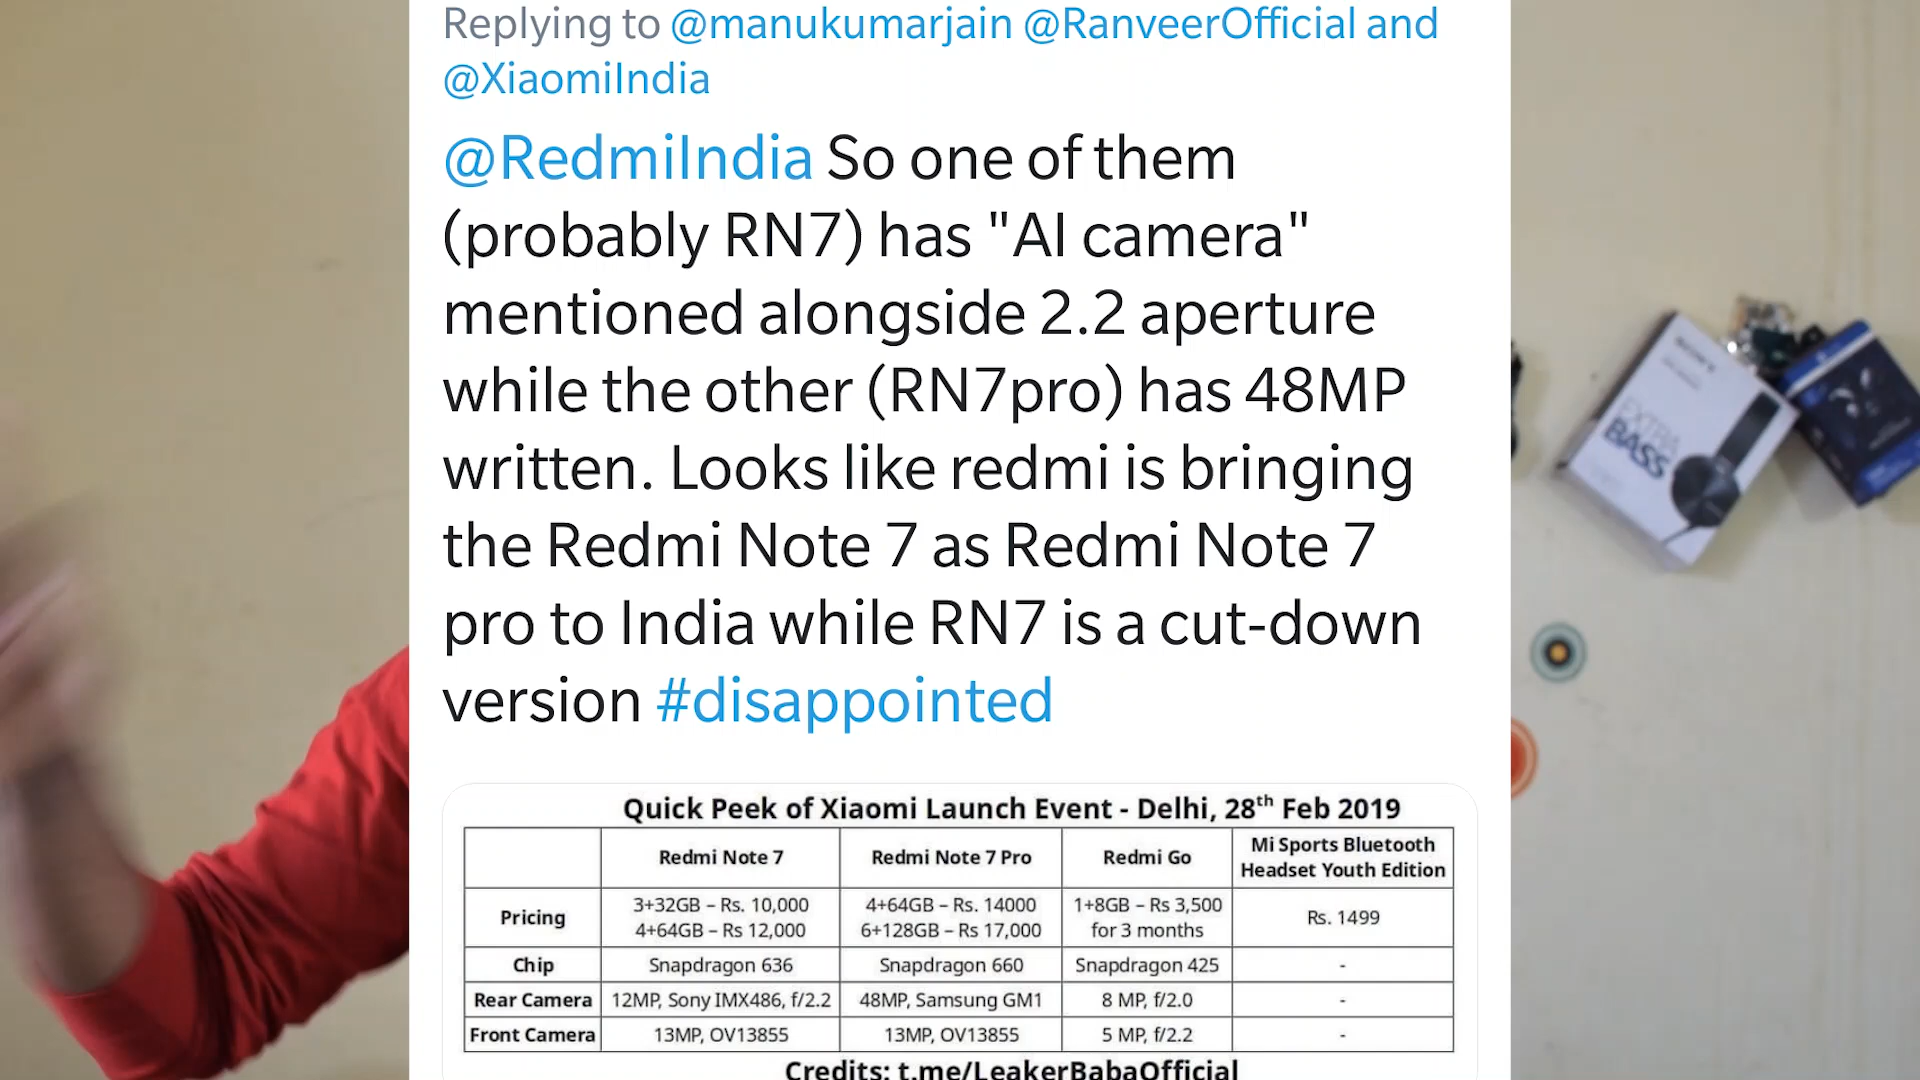 Replying to @manukumarjain @RanveerOfficial and
@XiaomiIndia
@RedmiIndia So one of them
(probably RN7) has "AI camera"
mentioned alongside 2.2 aperture
while the other (RN7pro) has 48MP
written. Looks like redmi is bringing
the Redmi Note 7 as Redmi Note 7
pro to India while RN7 is a cut-down
version #disappointed
Quick Peek of Xiaomi Launch Event - Delhi, 28th Feb 2019
Redmi Note 7 Redmi Note 7 Pro Redmi Go Mi Sports Bluetooth
Headset Youth Edition
Pricing 3+32GB – Rs. 10,000 4+64GB – Rs. 14000 1+8GB – Rs 3,500 Rs. 1499
4+64GB – Rs 12,000 6+128GB – Rs 17,000 for 3 months
Chip Snapdragon 636 Snapdragon 660 Snapdragon 425 -
Rear Camera 12MP, Sony IMX486, f/2.2 48MP, Samsung GM1 8 MP, f/2.0 -
Front Camera 13MP, OV13855 13MP, OV13855 5 MP, f/2.2 -
Credits: t.me/LeakerBabaOfficial
SONY
EXTRA
BASS